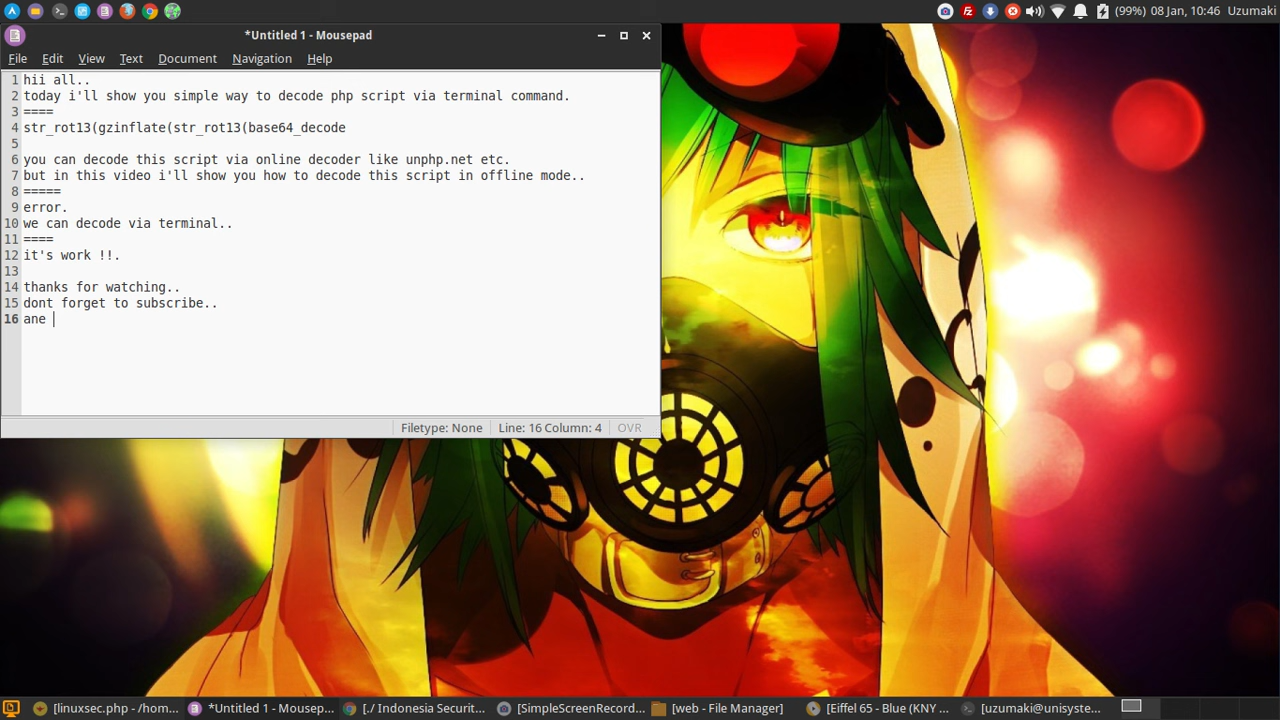 (99%) 08 Jan, 10:46 Uzumaki
*Untitled 1 - Mousepad
File Edit View Text Document Navigation Help
1 hii all..
2 today i'll show you simple way to decode php script via terminal command.
3 ====
4 str_rot13(gzinflate(str_rot13(base64_decode
5
6 you can decode this script via online decoder like unphp.net etc.
7 but in this video i'll show you how to decode this script in offline mode..
8 =====
9 error.
10 we can decode via terminal..
11 ====
12 it's work !!.
13
14 thanks for watching..
15 dont forget to subscribe..
16 ane
Filetype: None Line: 16 Column: 4 OVR
[linuxsec.php - /hom... *Untitled 1 - Mousep... [./ Indonesia Securit... [SimpleScreenRecord... [web - File Manager] [Eiffel 65 - Blue (KNY ... [uzumaki@unisyste...